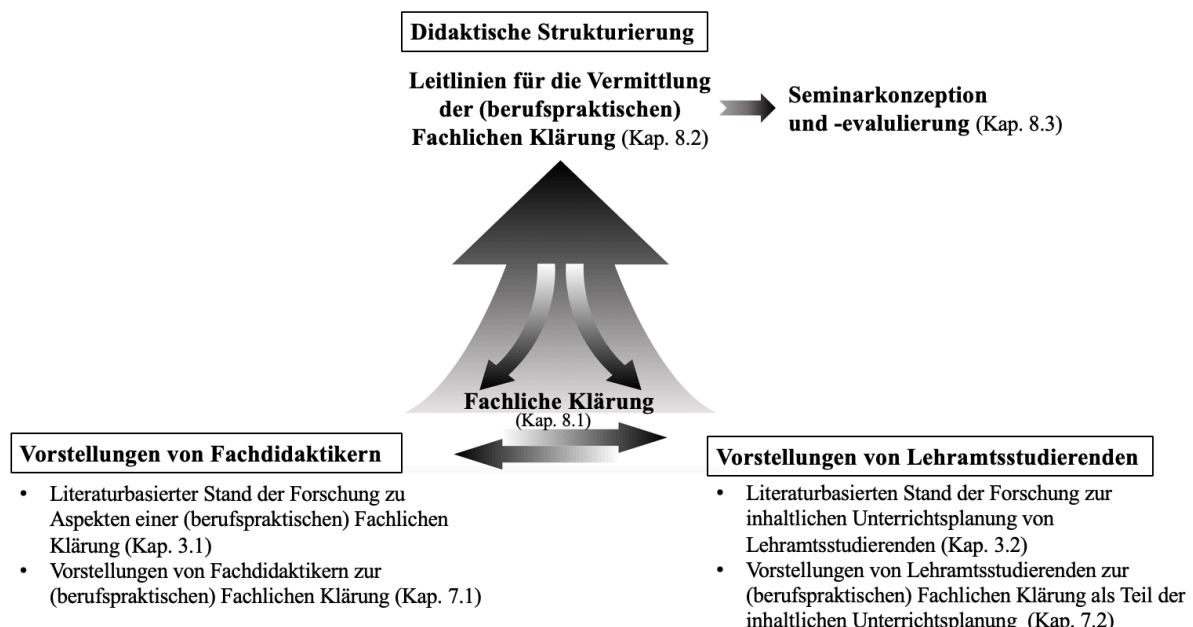 Didaktische Strukturierung
Leitlinien für die Vermittlung
der (berufspraktischen)
Fachlichen Klärung (Kap. 8.2)
Seminarkonzeption
und -evalulierung (Kap. 8.3)
Fachliche Klärung
(Kap. 8.1)
Vorstellungen von Fachdidaktikern
• Literaturbasierter Stand der Forschung zu
Aspekten einer (berufspraktischen) Fachlichen
Klärung (Kap. 3.1)
• Vorstellungen von Fachdidaktikern zur
(berufspraktischen) Fachlichen Klärung (Kap. 7.1)
Vorstellungen von Lehramtsstudierenden
• Literaturbasierten Stand der Forschung zur
inhaltlichen Unterrichtsplanung von
Lehramtsstudierenden (Kap. 3.2)
• Vorstellungen von Lehramtsstudierenden zur
(berufspraktischen) Fachlichen Klärung als Teil der
inhaltlichen Unterrichtsplanung (Kap. 7.2)